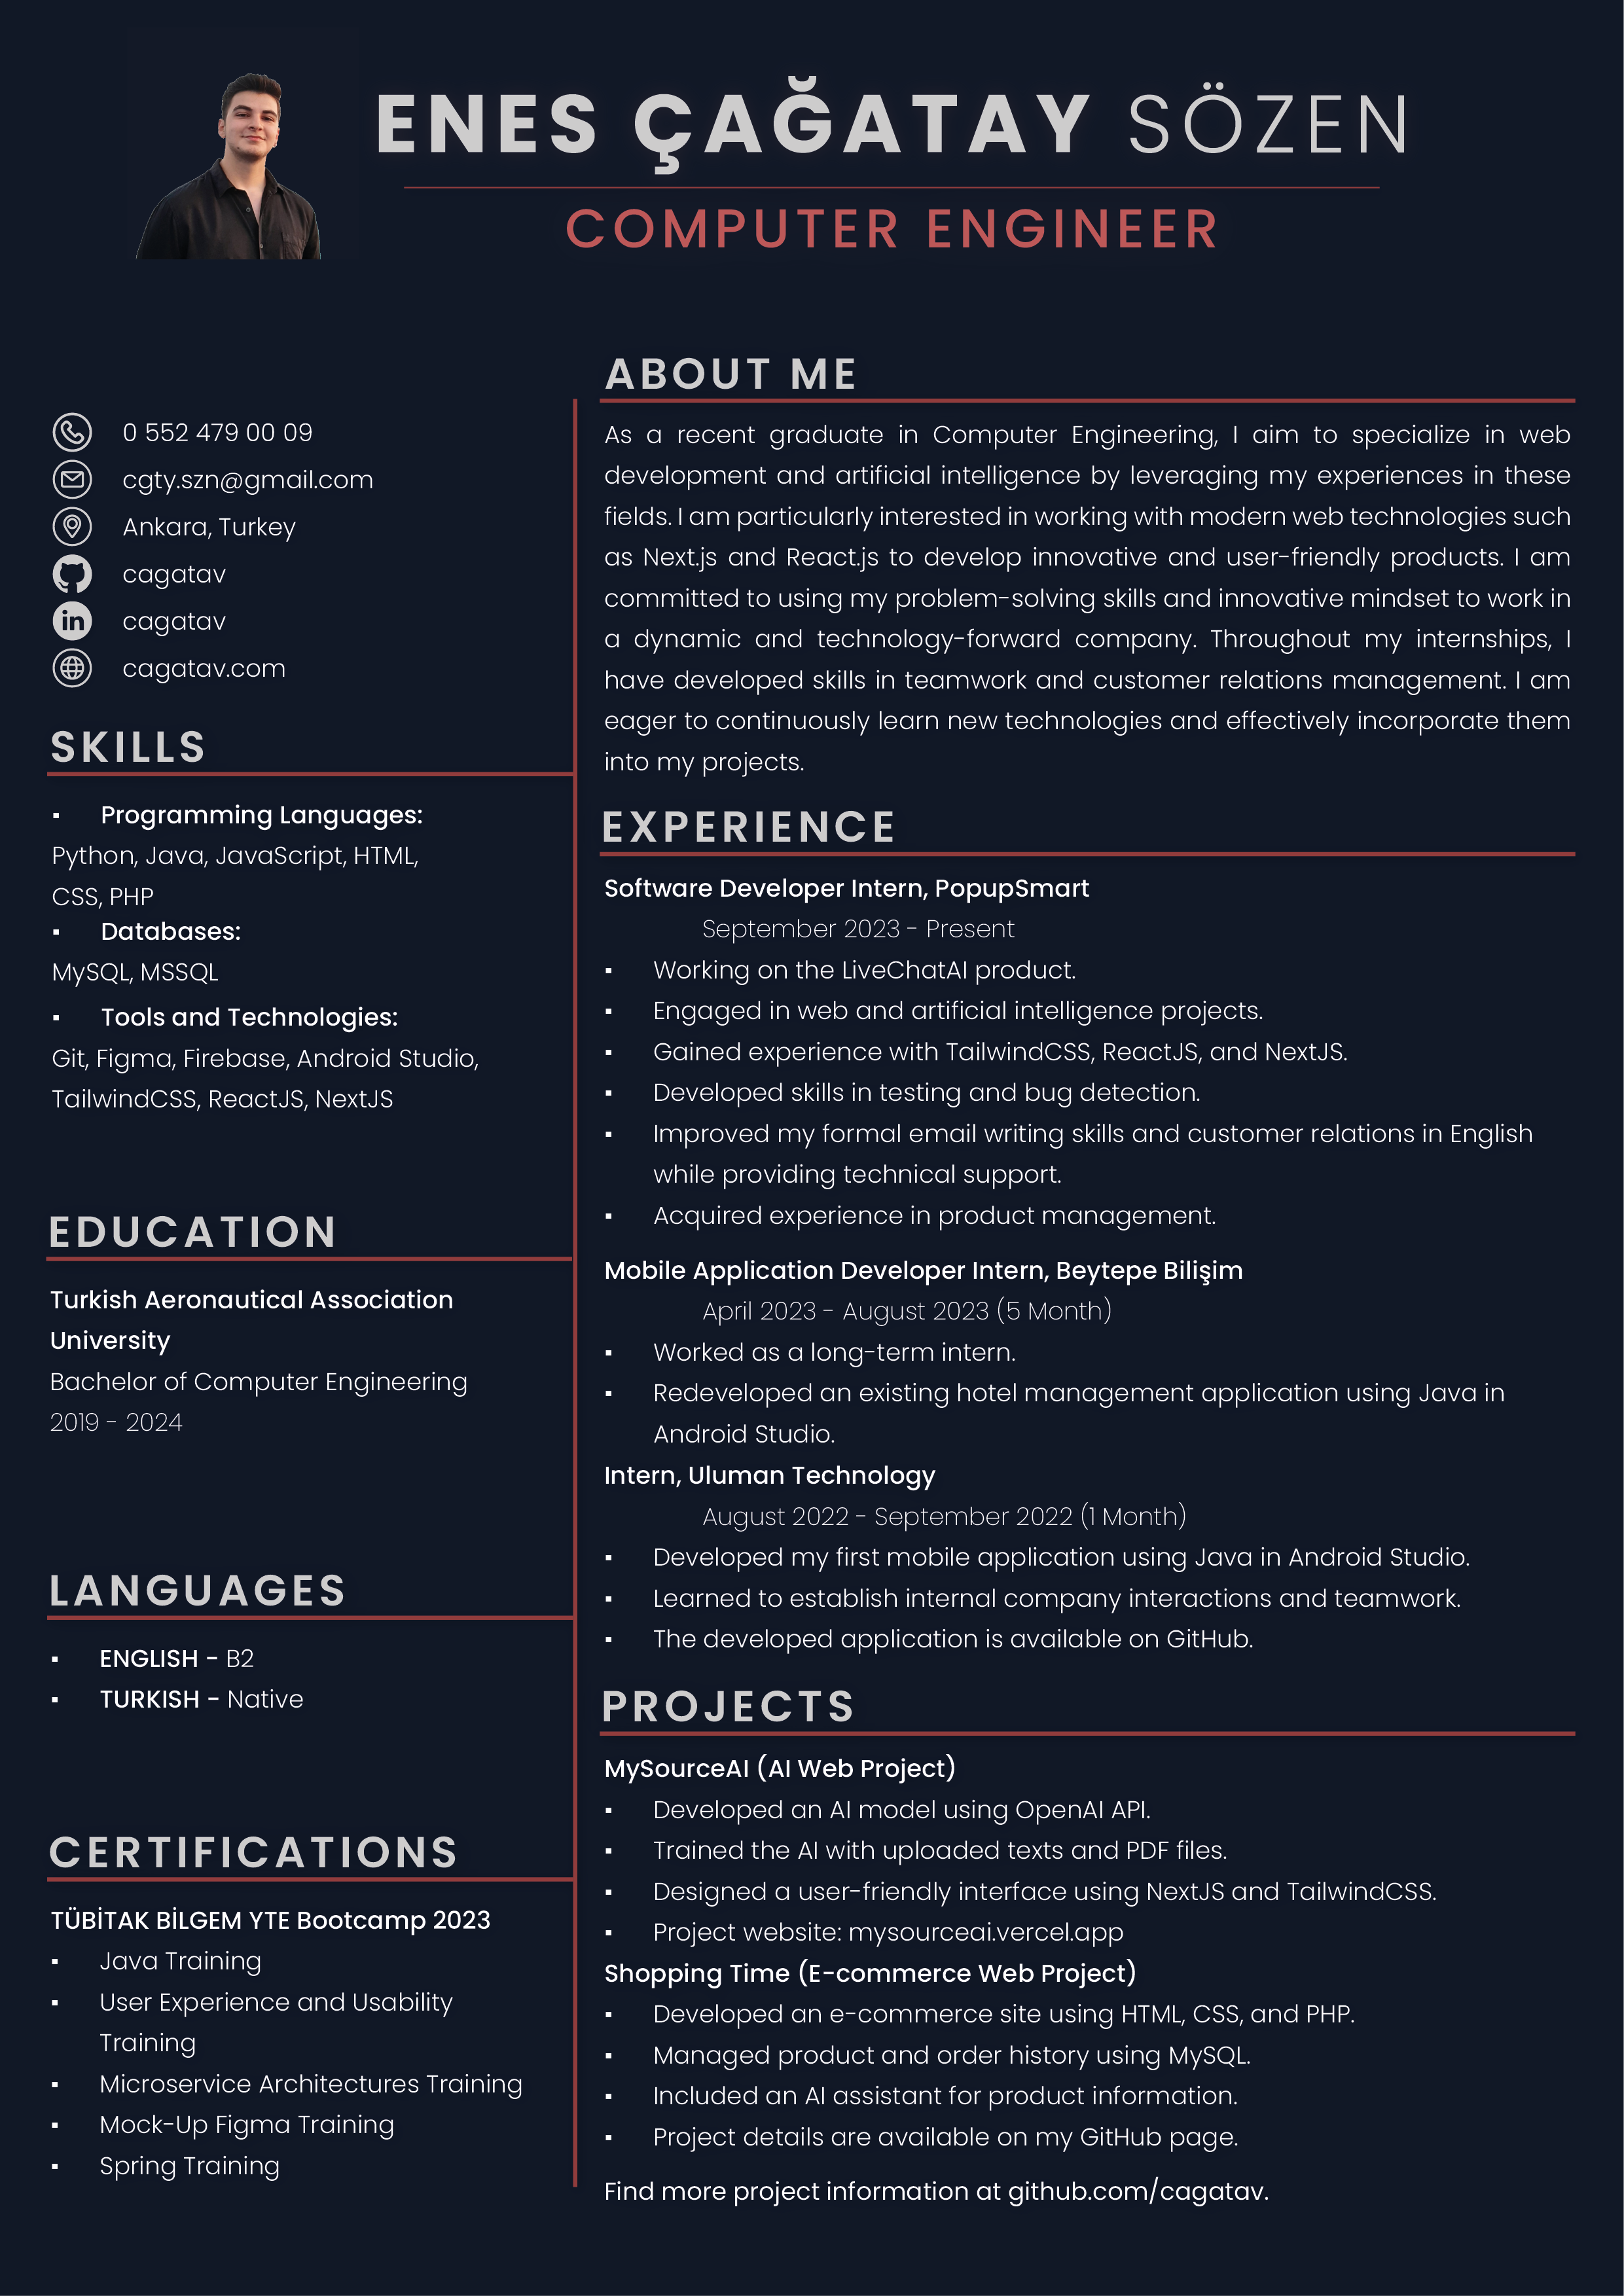 ENES ÇAĞATAY SÖZEN
COMPUTER ENGINEER
0 552 479 00 09
cgty.szn@gmail.com
Ankara, Turkey
cagatav
in cagatav
cagatav.com
SKILLS
▪ Programming Languages:
Python, Java, JavaScript, HTML,
CSS, PHP
▪ Databases:
MySQL, MSSQL
▪ Tools and Technologies:
Git, Figma, Firebase, Android Studio,
TailwindCSS, ReactJS, NextJS
EDUCATION
Turkish Aeronautical Association
University
Bachelor of Computer Engineering
2019 - 2024
LANGUAGES
▪ ENGLISH - B2
▪ TURKISH - Native
CERTIFICATIONS
TÜBİTAK BİLGEM YTE Bootcamp 2023
▪ Java Training
▪ User Experience and Usability
Training
▪ Microservice Architectures Training
▪ Mock-Up Figma Training
▪ Spring Training
ABOUT ME
As a recent graduate in Computer Engineering, I aim to specialize in web
development and artificial intelligence by leveraging my experiences in these
fields. I am particularly interested in working with modern web technologies such
as Next.js and React.js to develop innovative and user-friendly products. I am
committed to using my problem-solving skills and innovative mindset to work in
a dynamic and technology-forward company. Throughout my internships, I
have developed skills in teamwork and customer relations management. I am
eager to continuously learn new technologies and effectively incorporate them
into my projects.
EXPERIENCE
Software Developer Intern, PopupSmart
September 2023 - Present
▪ Working on the LiveChatAI product.
▪ Engaged in web and artificial intelligence projects.
▪ Gained experience with TailwindCSS, ReactJS, and NextJS.
▪ Developed skills in testing and bug detection.
▪ Improved my formal email writing skills and customer relations in English
while providing technical support.
▪ Acquired experience in product management.
Mobile Application Developer Intern, Beytepe Bilişim
April 2023 - August 2023 (5 Month)
▪ Worked as a long-term intern.
▪ Redeveloped an existing hotel management application using Java in
Android Studio.
Intern, Uluman Technology
August 2022 - September 2022 (1 Month)
▪ Developed my first mobile application using Java in Android Studio.
▪ Learned to establish internal company interactions and teamwork.
▪ The developed application is available on GitHub.
PROJECTS
MySourceAI (AI Web Project)
▪ Developed an AI model using OpenAI API.
▪ Trained the AI with uploaded texts and PDF files.
▪ Designed a user-friendly interface using NextJS and TailwindCSS.
▪ Project website: mysourceai.vercel.app
Shopping Time (E-commerce Web Project)
▪ Developed an e-commerce site using HTML, CSS, and PHP.
▪ Managed product and order history using MySQL.
▪ Included an AI assistant for product information.
▪ Project details are available on my GitHub page.
Find more project information at github.com/cagatav.